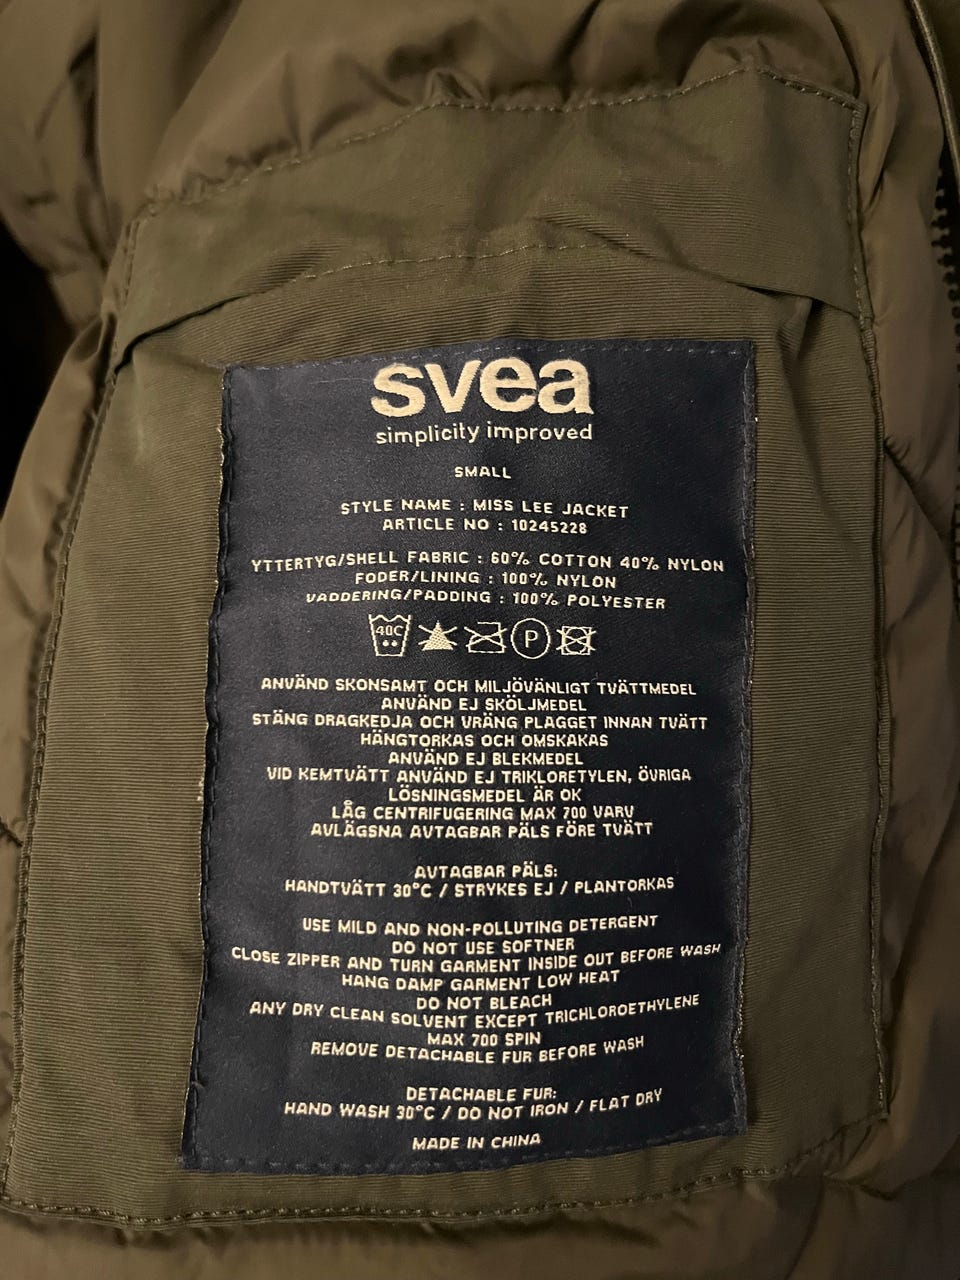 svea
simplicity improved
SMALL
STYLE NAME : MISS LEE JACKET
ARTICLE NO : 10245228
YTTERTYG/SHELL FABRIC : 60% COTTON 40% NYLON
FODER/LINING : 100% NYLON
VADDERING/PADDING : 100% POLYESTER
40C P
ANVÄND SKONSAMT OCH MILJÖVÄNLIGT TVÄTTMEDEL
ANVÄND EJ SKÖLJMEDEL
STÄNG DRAGKEDJA OCH VRÄNG PLAGGET INNAN TVÄTT
HÄNGTORKAS OCH OMSKAKAS
ANVÄND EJ BLEKMEDEL
VID KEMTVÄTT ANVÄND EJ TRIKLORETYLEN, ÖVRIGA
LÖSNINGSMEDEL ÄR OK
LÅG CENTRIFUGERING MAX 700 VARV
AVLÄGSNA AVTAGBAR PÄLS FÖRE TVÄTT
AVTAGBAR PÄLS:
HANDTVÄTT 30°C / STRYKES EJ / PLANTORKAS
USE MILD AND NON-POLLUTING DETERGENT
DO NOT USE SOFTNER
CLOSE ZIPPER AND TURN GARMENT INSIDE OUT BEFORE WASH
HANG DAMP GARMENT LOW HEAT
DO NOT BLEACH
ANY DRY CLEAN SOLVENT EXCEPT TRICHLOROETHYLENE
MAX 700 SPIN
REMOVE DETACHABLE FUR BEFORE WASH
DETACHABLE FUR:
HAND WASH 30°C / DO NOT IRON / FLAT DRY
MADE IN CHINA